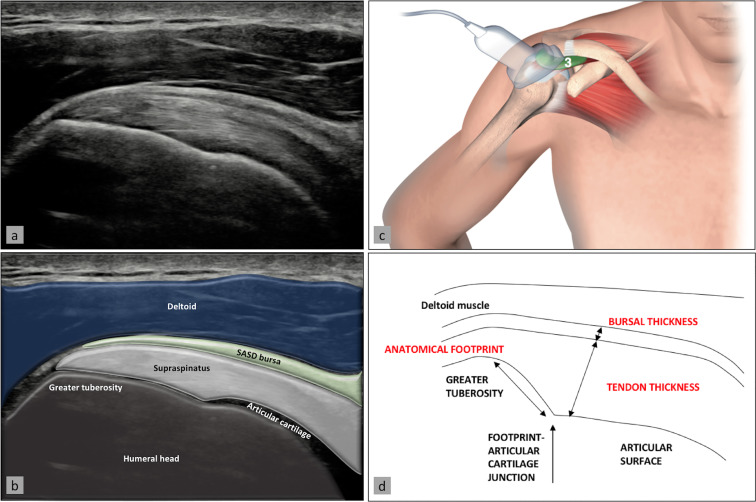 a
3
c
Deltoid
SASD bursa
Supraspinatus
Greater tuberosity
Articular cartilage
Humeral head
b
Deltoid muscle
BURSAL THICKNESS
ANATOMICAL FOOTPRINT
GREATER
TUBEROSITY
TENDON THICKNESS
FOOTPRINT-
ARTICULAR
CARTILAGE
JUNCTION
ARTICULAR
SURFACE
d